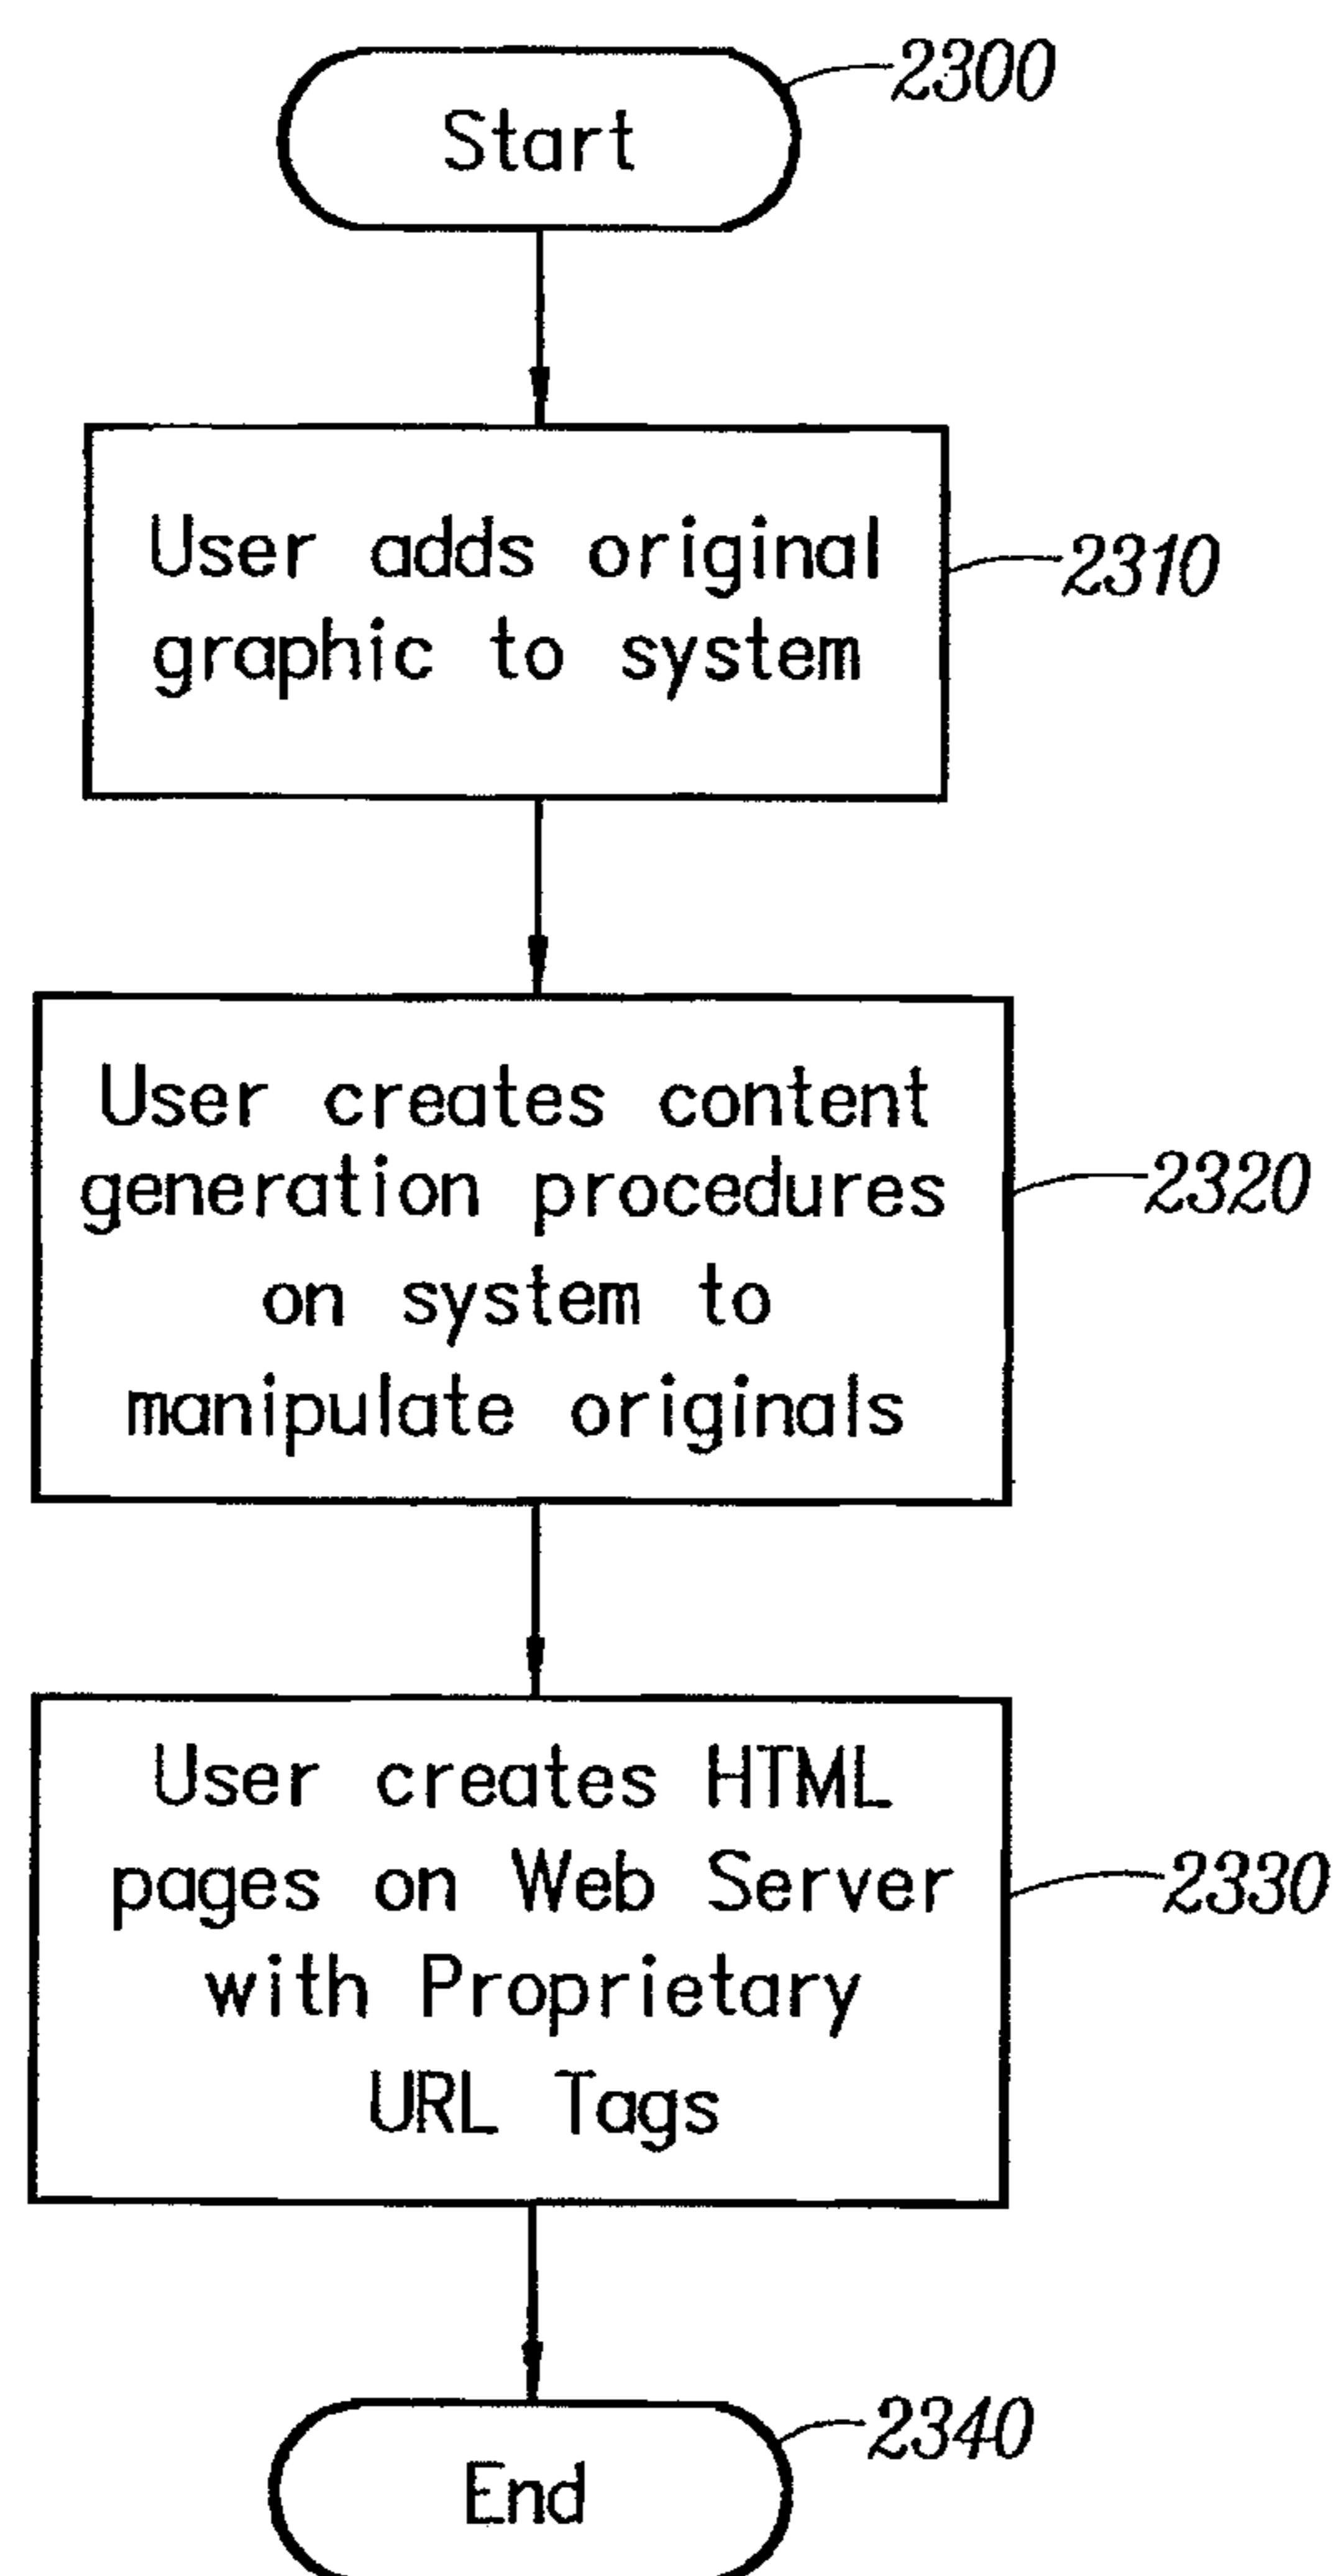 2300
Start
User adds original
graphic to system
2310
User creates content
generation procedures
on system to
manipulate originals
2320
User creates HTML
pages on Web Server
with Proprietary
URL Tags
2330
2340
End